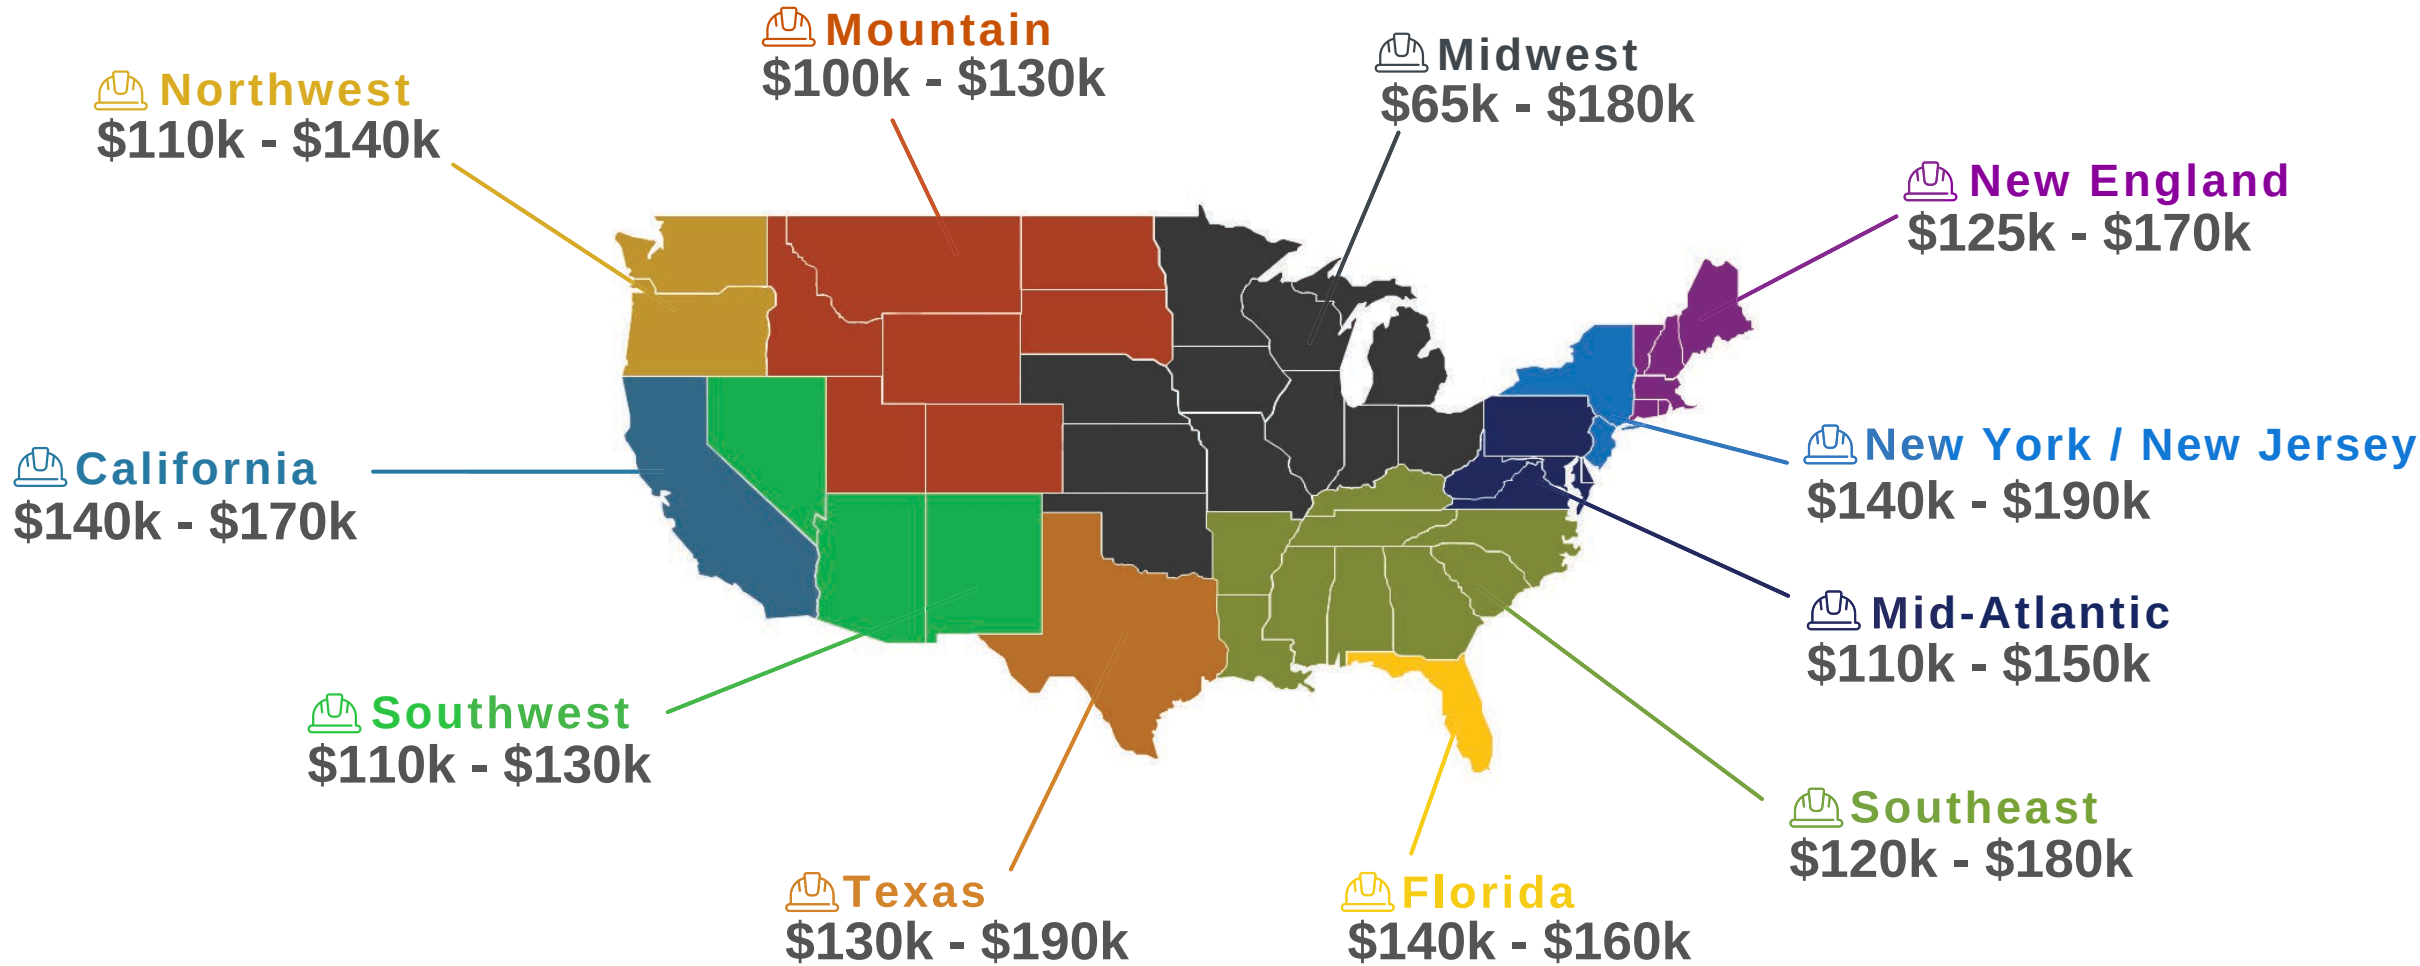 Mountain
$100k - $130k
Midwest
$65k - $180k
Northwest
$110k - $140k
New England
$125k - $170k
California
$140k - $170k
New York / New Jersey
$140k - $190k
Mid-Atlantic
$110k - $150k
Southwest
$110k - $130k
Southeast
$120k - $180k
Texas
$130k - $190k
Florida
$140k - $160k